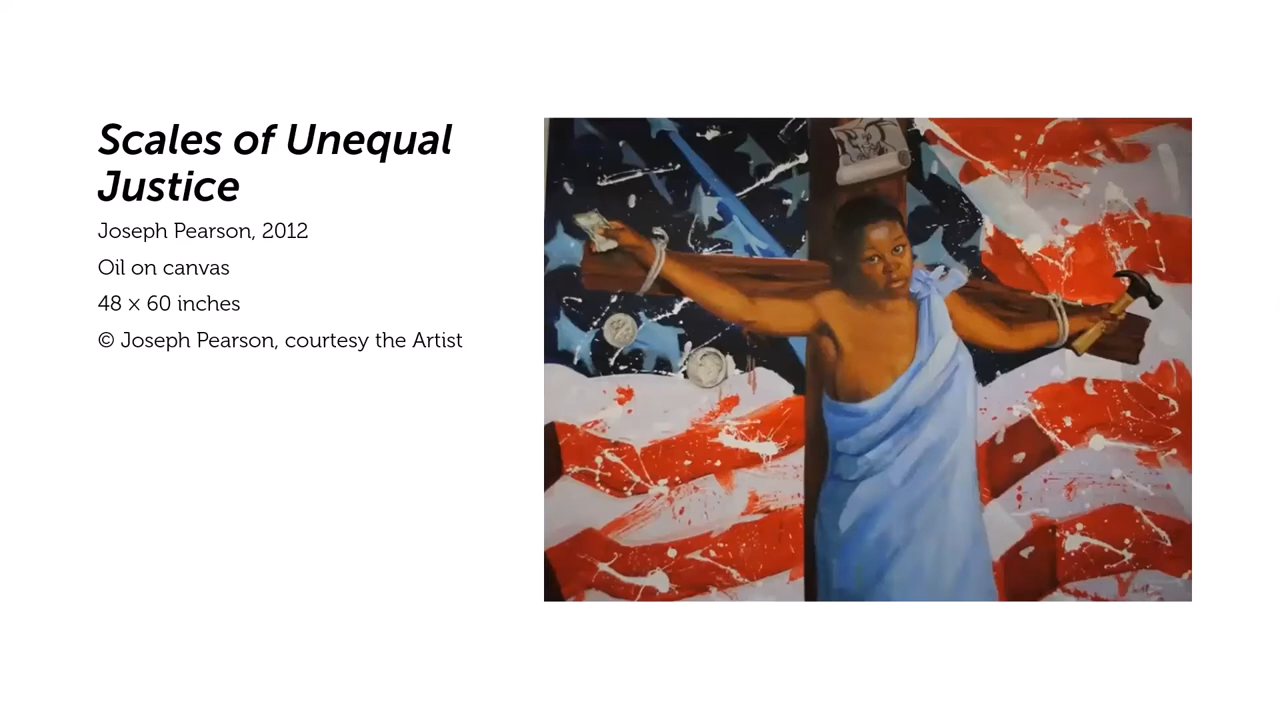 Scales of Unequal
Justice
Joseph Pearson, 2012
Oil on canvas
48 × 60 inches
© Joseph Pearson, courtesy the Artist